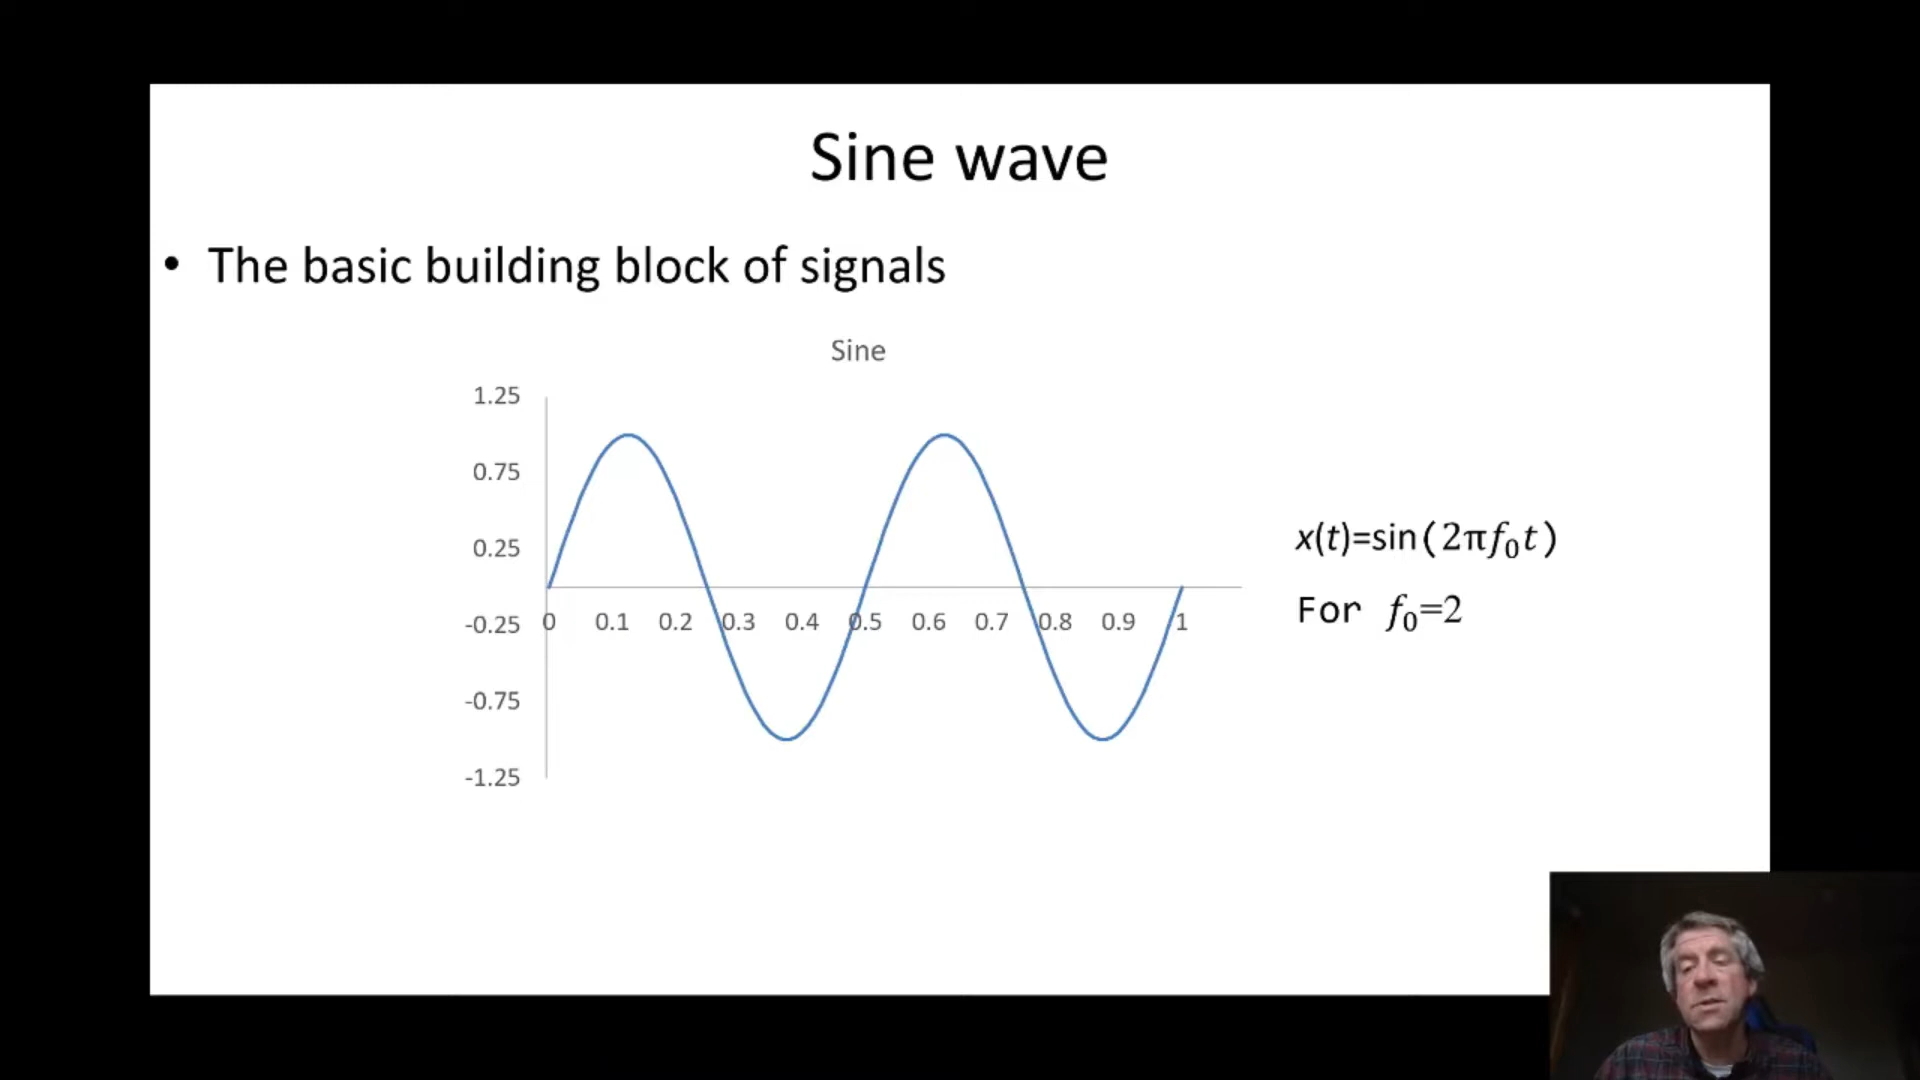 Sine wave
• The basic building block of signals
Sine
1.25
0.75
0.25
-0.25
-0.75
-1.25
0 0.1 0.2 0.3 0.4 0.5 0.6 0.7 0.8 0.9 1
x(t)=sin(2πf₀t)
For f₀=2